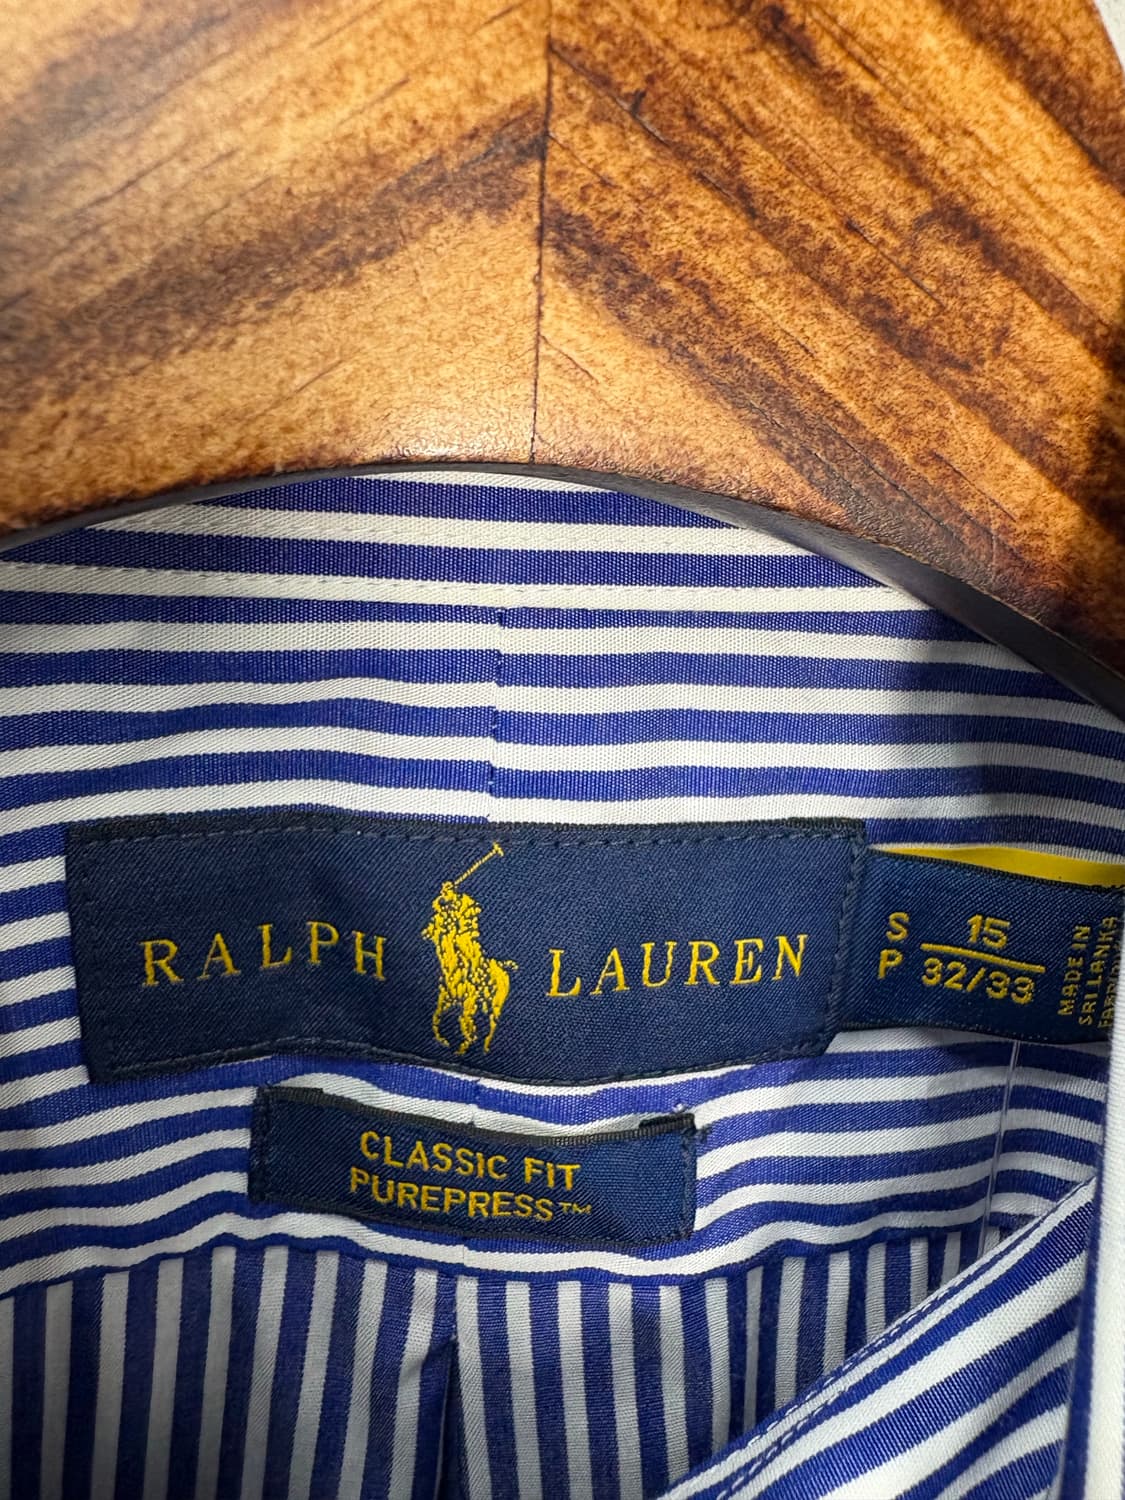 RALPH LAUREN
S 15
P 32/33
MADE IN
SRI LANKA
CLASSIC FIT
PUREPRESS™